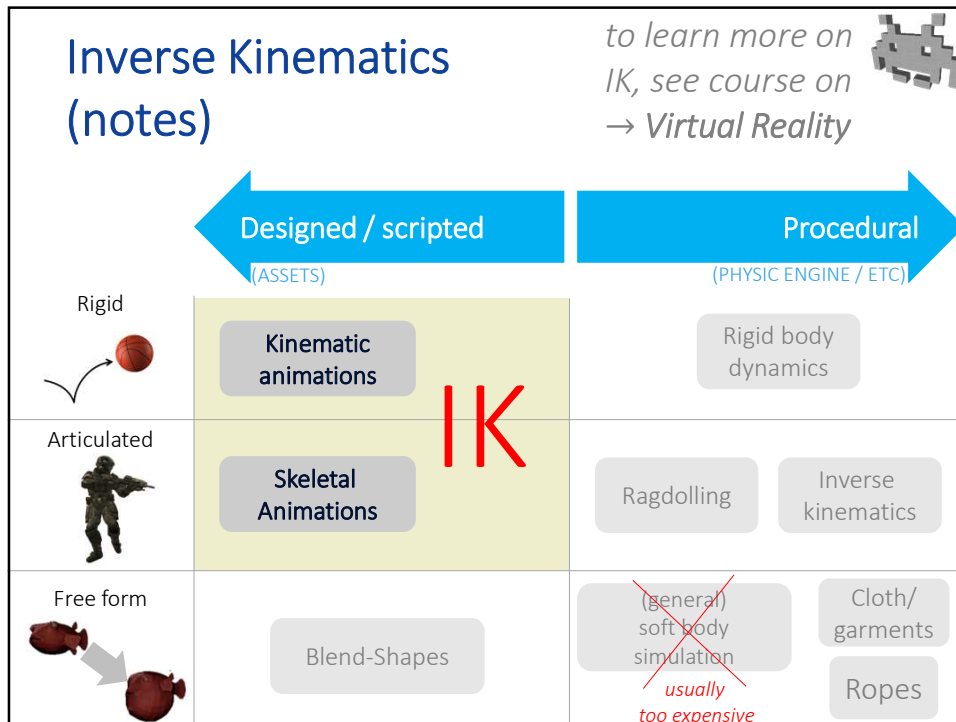 Inverse Kinematics
(notes)
to learn more on
IK, see course on
→ Virtual Reality
Designed / scripted
Procedural
(ASSETS)
(PHYSIC ENGINE / ETC)
Rigid
Kinematic
animations
Rigid body
dynamics
IK
Articulated
Skeletal
Animations
Ragdolling
Inverse
kinematics
Free form
Blend-Shapes
(general)
soft body
simulation
usually
too expensive
Cloth/
garments
Ropes